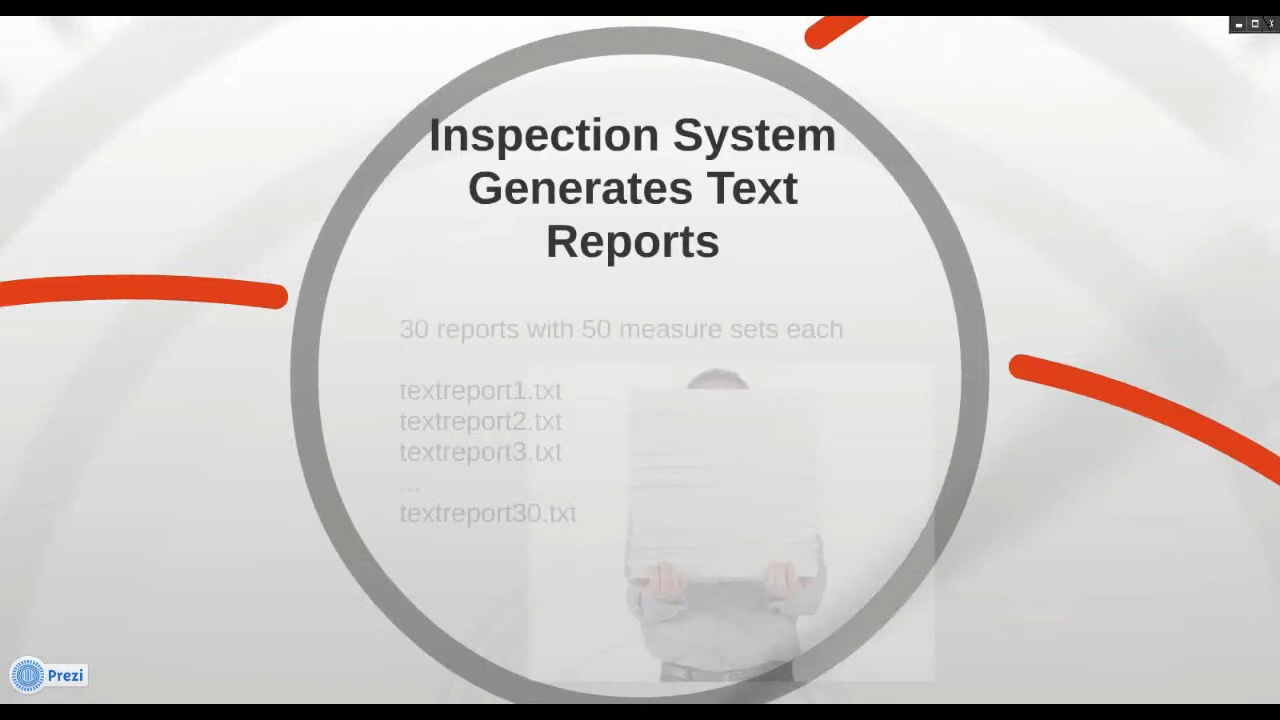 Inspection System
Generates Text
Reports
30 reports with 50 measure sets each
textreport1.txt
textreport2.txt
textreport3.txt
...
textreport30.txt
Prezi